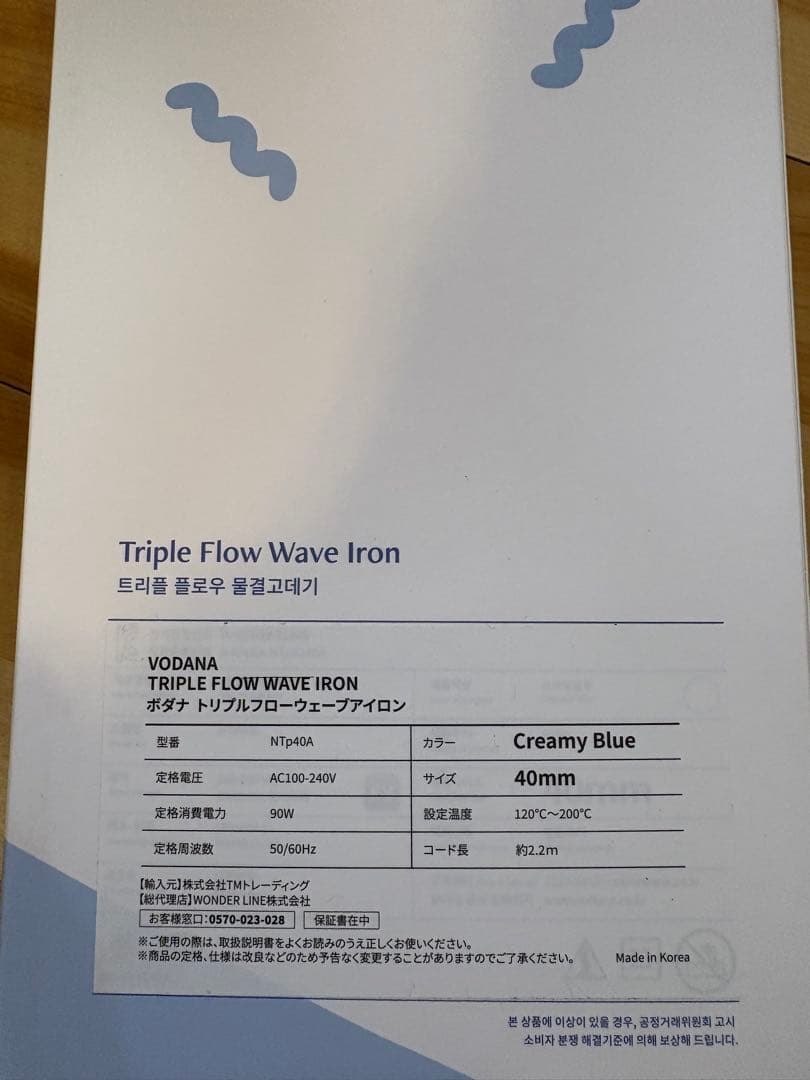 Triple Flow Wave Iron
트리플 플로우 물결고데기
VODANA
TRIPLE FLOW WAVE IRON
ボダナ トリプルフローウェーブアイロン
型番 NTp40A カラー Creamy Blue
定格電圧 AC100-240V サイズ 40mm
定格消費電力 90W 設定温度 120℃～200℃
定格周波数 50/60Hz コード長 約2.2m
【輸入元】株式会社TMトレーディング
【総代理店】WONDER LINE株式会社
お客様窓口:0570-023-028 保証書在中
※ご使用の際は、取扱説明書をよくお読みのうえ正しくお使いください。
※商品の定格、仕様は改良などのため予告なく変更することがありますのでご了承ください。 Made in Korea
본 상품에 이상이 있을 경우, 공정거래위원회 고시
소비자 분쟁 해결기준에 의해 보상해 드립니다.